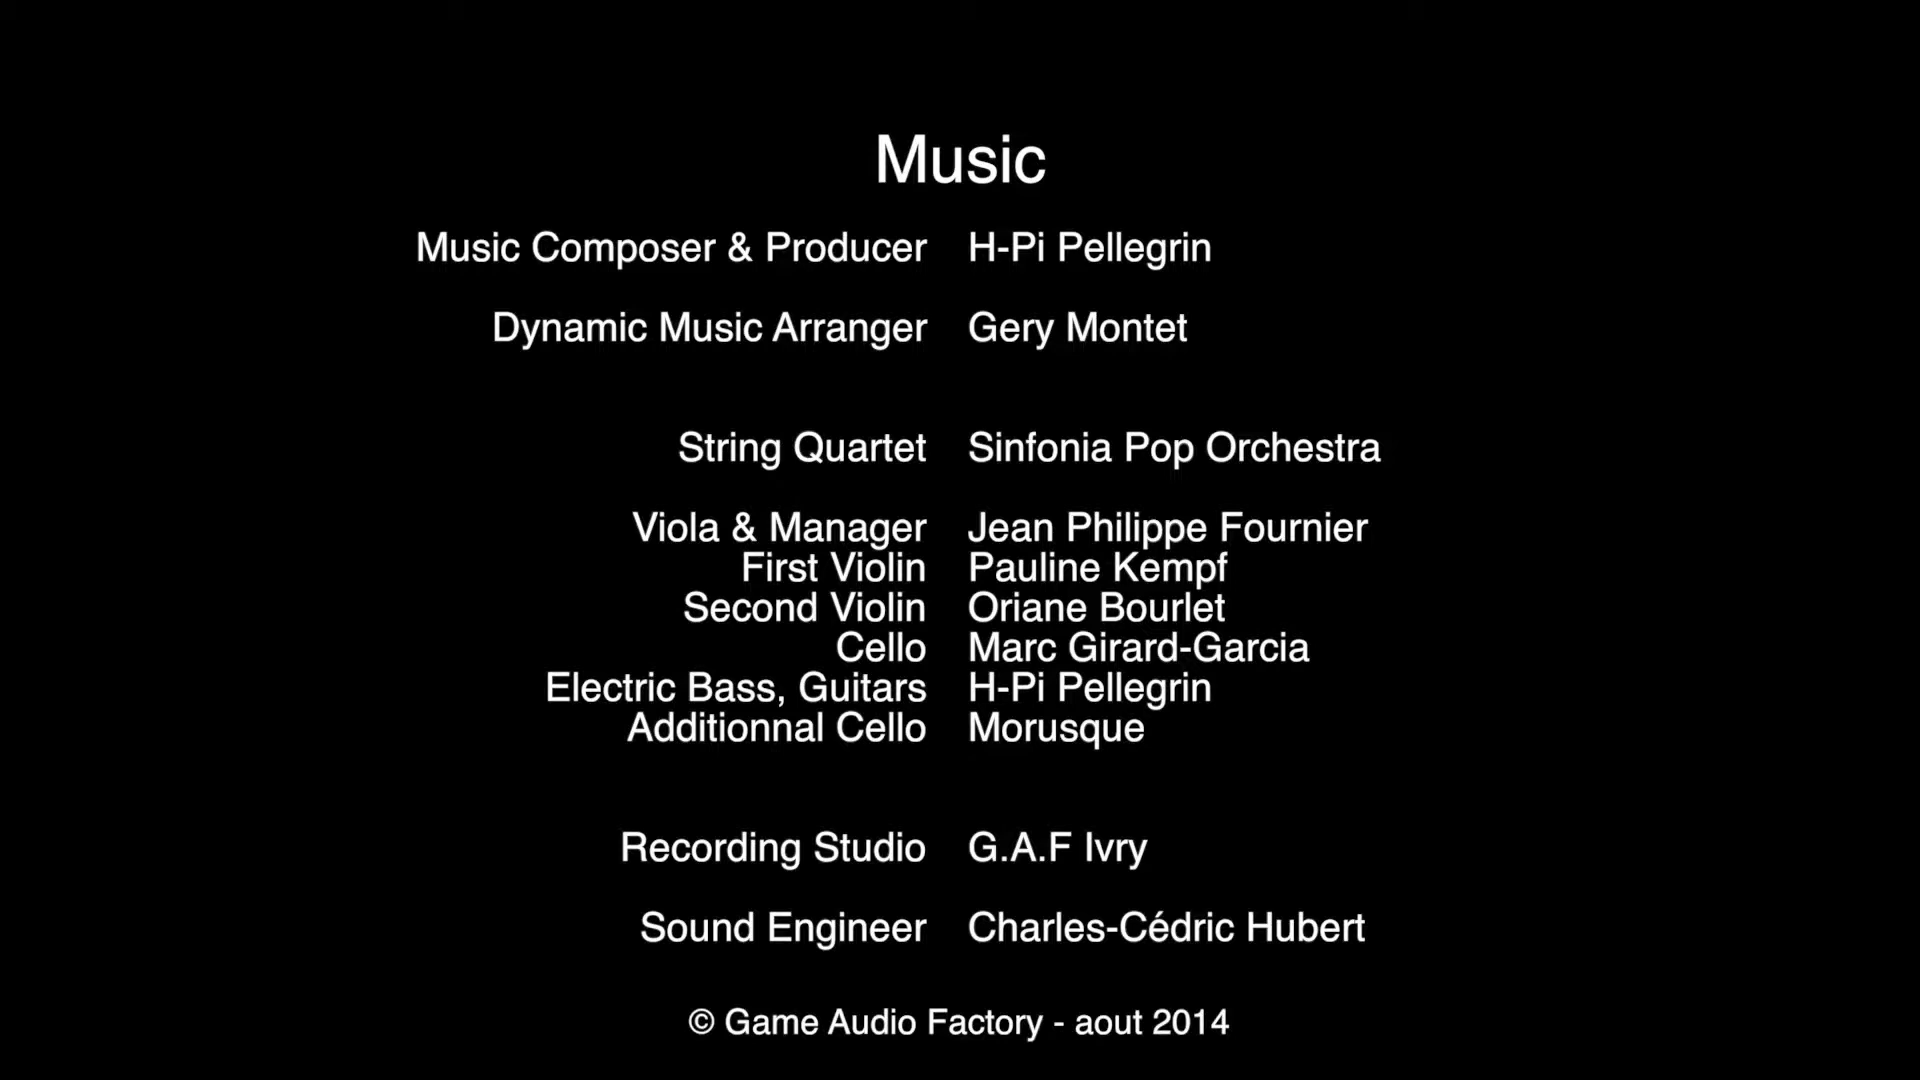 Music
Music Composer & Producer H-Pi Pellegrin
Dynamic Music Arranger Gery Montet
String Quartet Sinfonia Pop Orchestra
Viola & Manager Jean Philippe Fournier
First Violin Pauline Kempf
Second Violin Oriane Bourlet
Cello Marc Girard-Garcia
Electric Bass, Guitars H-Pi Pellegrin
Additionnal Cello Morusque
Recording Studio G.A.F Ivry
Sound Engineer Charles-Cédric Hubert
© Game Audio Factory - aout 2014